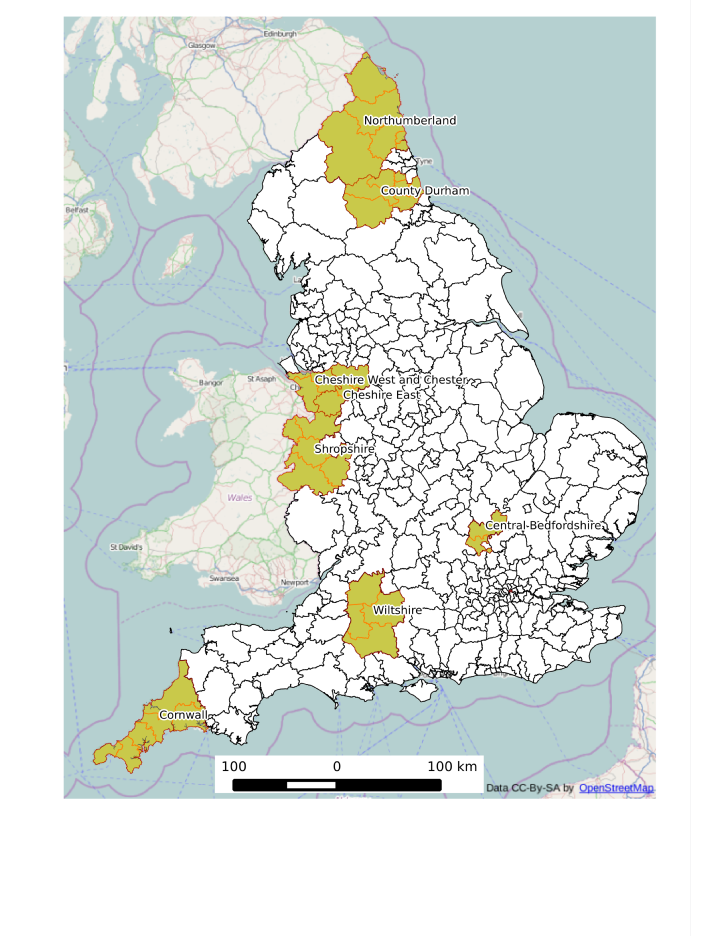 Edinburgh
Glasgow
Northumberland
Tyne
County Durham
Belfast
Cheshire West and Chester
St Asaph
Bangor
Cheshire East
Shropshire
Wales
Central-Bedfordshire
St David's
Swansea
Newport
Wiltshire
Cornwall
100 0 100 km
Data CC-By-SA by OpenStreetMap